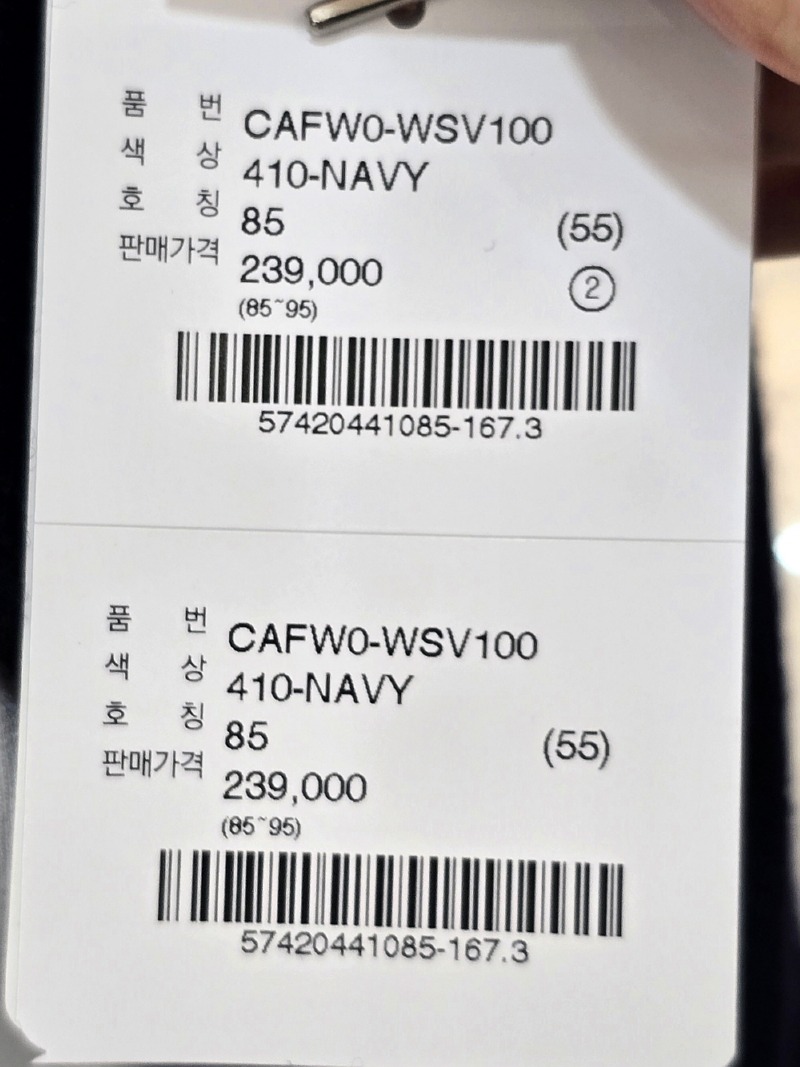 품 번 CAFW0-WSV100
색 상 410-NAVY
호 칭 85 (55)
판매가격 239,000 ②
(85~95)
57420441085-167.3
품 번 CAFW0-WSV100
색 상 410-NAVY
호 칭 85 (55)
판매가격 239,000
(85~95)
57420441085-167.3